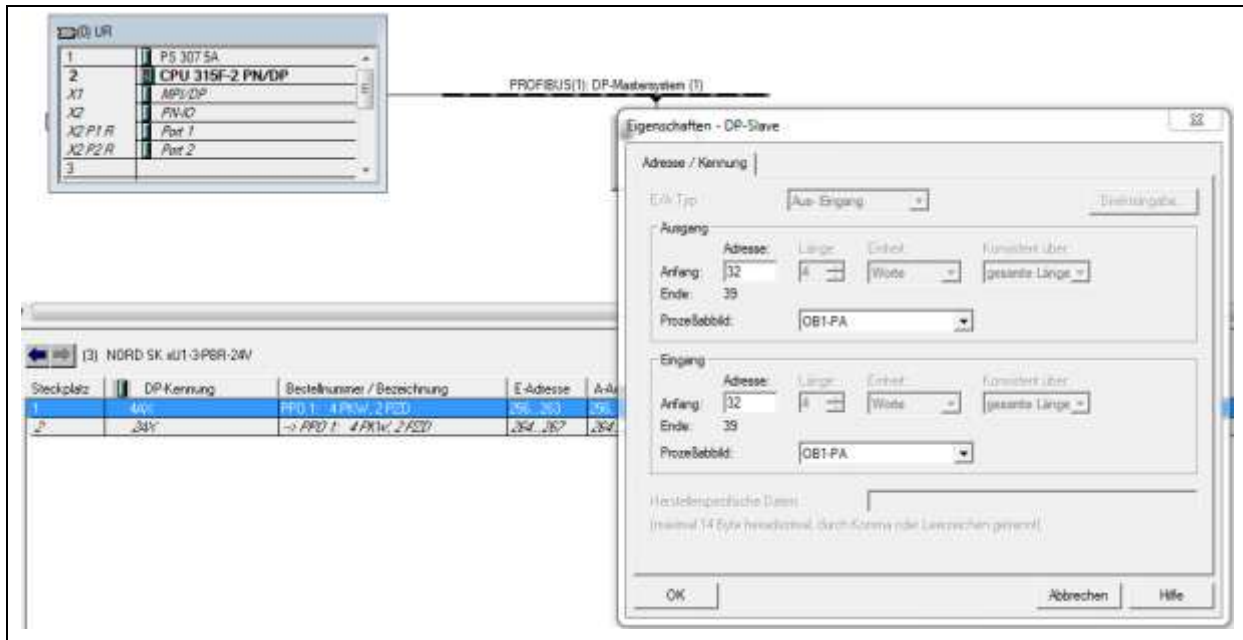 (0) UR
1 PS 307 5A
2 CPU 315F-2 PN/DP
X1 MPI/DP
X2 PN-IO
X2 P1 R Port 1
X2 P2 R Port 2
3
PROFIBUS(1): DP-Mastersystem (1)
Eigenschaften - DP-Slave
Adresse / Kennung
E/A-Typ: Aus- Eingang Direkteingabe...
Ausgang
Adresse: Länge: Einheit: Konsistent über:
Anfang: 32 4 Worte gesamte Länge
Ende: 39
Prozeßabbild: OB1-PA
Eingang
Adresse: Länge: Einheit: Konsistent über:
Anfang: 32 4 Worte gesamte Länge
Ende: 39
Prozeßabbild: OB1-PA
Herstellerspezifische Daten:
(maximal 14 Byte hexadezimal, durch Komma oder Leerzeichen getrennt)
OK Abbrechen Hilfe
(3) NORD SK
Steckplatz DP-Kennung Bestellnummer / Bezeichnung E-Adresse
1 4AX PPO 1: 4 PKW, 2 PZD 256...263 256
2 2AX -> PPO 1: 4 PKW, 2 PZD 264...267 264